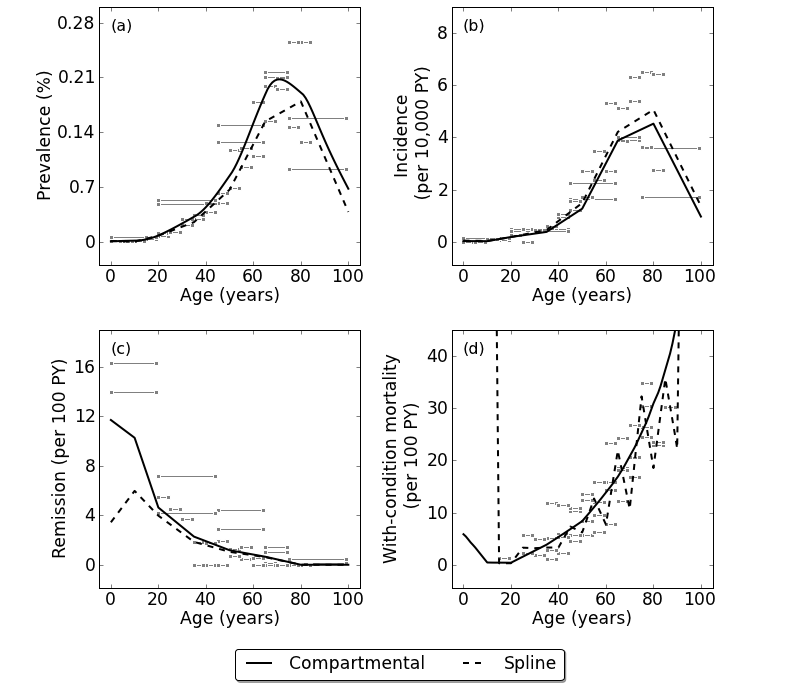 (a)
0.28
0.21
0.14
0.7
0
Prevalence (%)
0 20 40 60 80 100
Age (years)
(b)
8
6
4
2
0
Incidence
(per 10,000 PY)
0 20 40 60 80 100
Age (years)
(c)
16
12
8
4
0
Remission (per 100 PY)
0 20 40 60 80 100
Age (years)
(d)
40
30
20
10
0
With-condition mortality
(per 100 PY)
0 20 40 60 80 100
Age (years)
Compartmental Spline